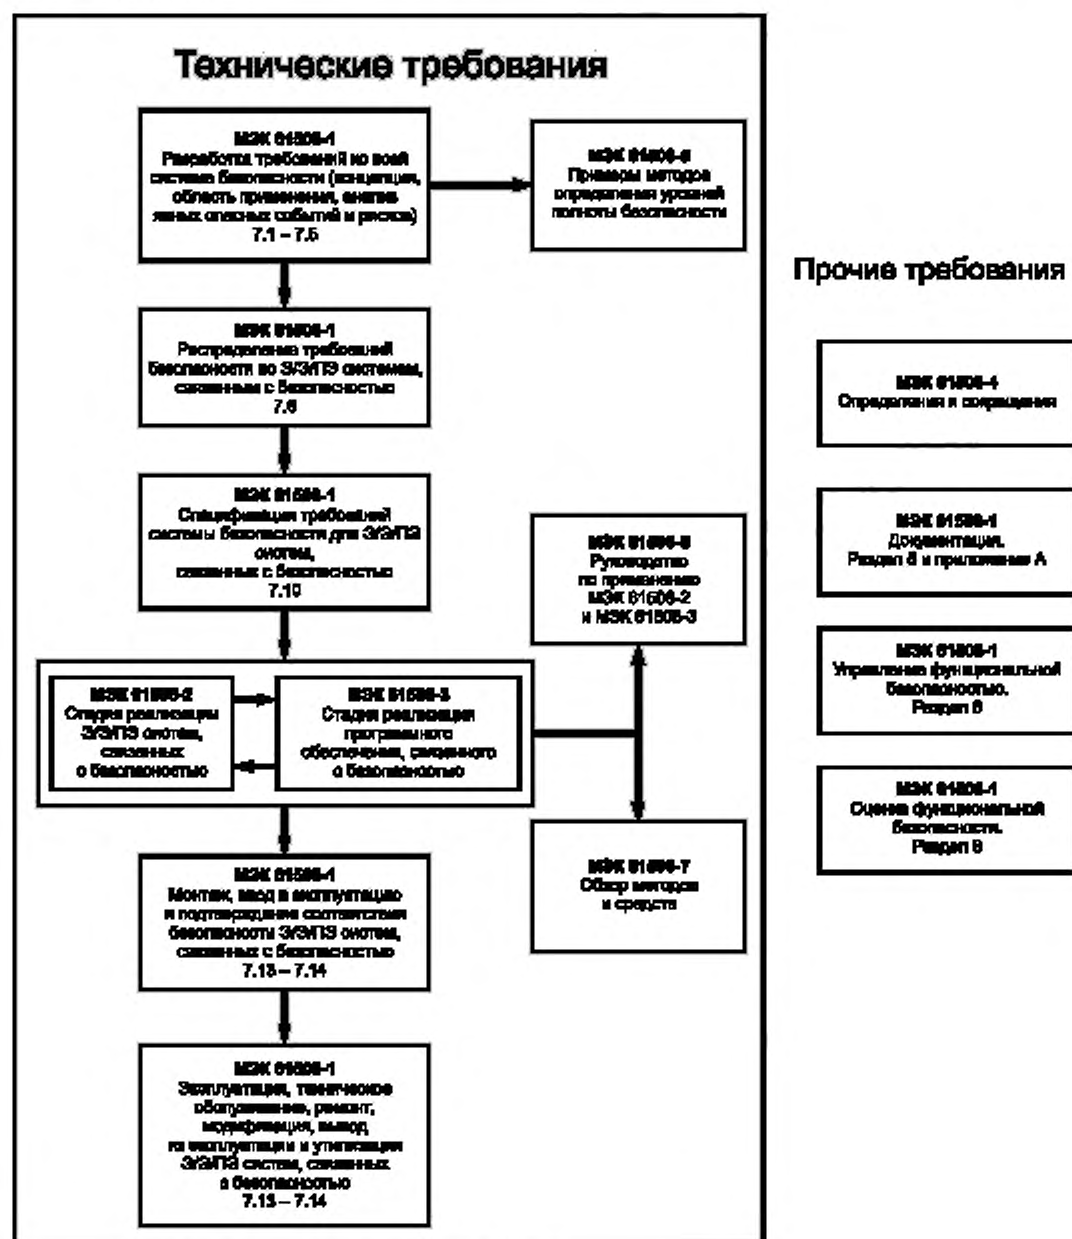 Технические требования
МЭК 61508-1
Разработка требований ко всей
системе безопасности (концепция,
область применения, анализ
явных опасных событий и рисков)
7.1 – 7.5
МЭК 61508-5
Примеры методов
определения уровней
полноты безопасности
МЭК 61508-1
Распределение требований
безопасности по Э/Э/ПЭ системам,
связанным с безопасностью
7.6
МЭК 61508-1
Спецификация требований
системы безопасности для Э/Э/ПЭ
систем,
связанных с безопасностью
7.10
МЭК 61508-6
Руководство
по применению
МЭК 61508-2
и МЭК 61508-3
МЭК 61508-2
Стадия реализации
Э/Э/ПЭ систем,
связанных
с безопасностью
МЭК 61508-3
Стадия реализации
программного
обеспечения, связанного
с безопасностью
МЭК 61508-1
Монтаж, ввод в эксплуатацию
и подтверждение соответствия
безопасности Э/Э/ПЭ систем,
связанных с безопасностью
7.13 – 7.14
МЭК 61508-7
Обзор методов
и средств
МЭК 61508-1
Эксплуатация, техническое
обслуживание, ремонт,
модификация, вывод
из эксплуатации и утилизация
Э/Э/ПЭ систем, связанных
с безопасностью
7.13 – 7.14
Прочие требования
МЭК 61508-4
Определения и сокращения
МЭК 61508-1
Документация.
Раздел 5 и приложение А
МЭК 61508-1
Управление функциональной
безопасностью.
Раздел 6
МЭК 61508-1
Оценка функциональной
безопасности.
Раздел 8